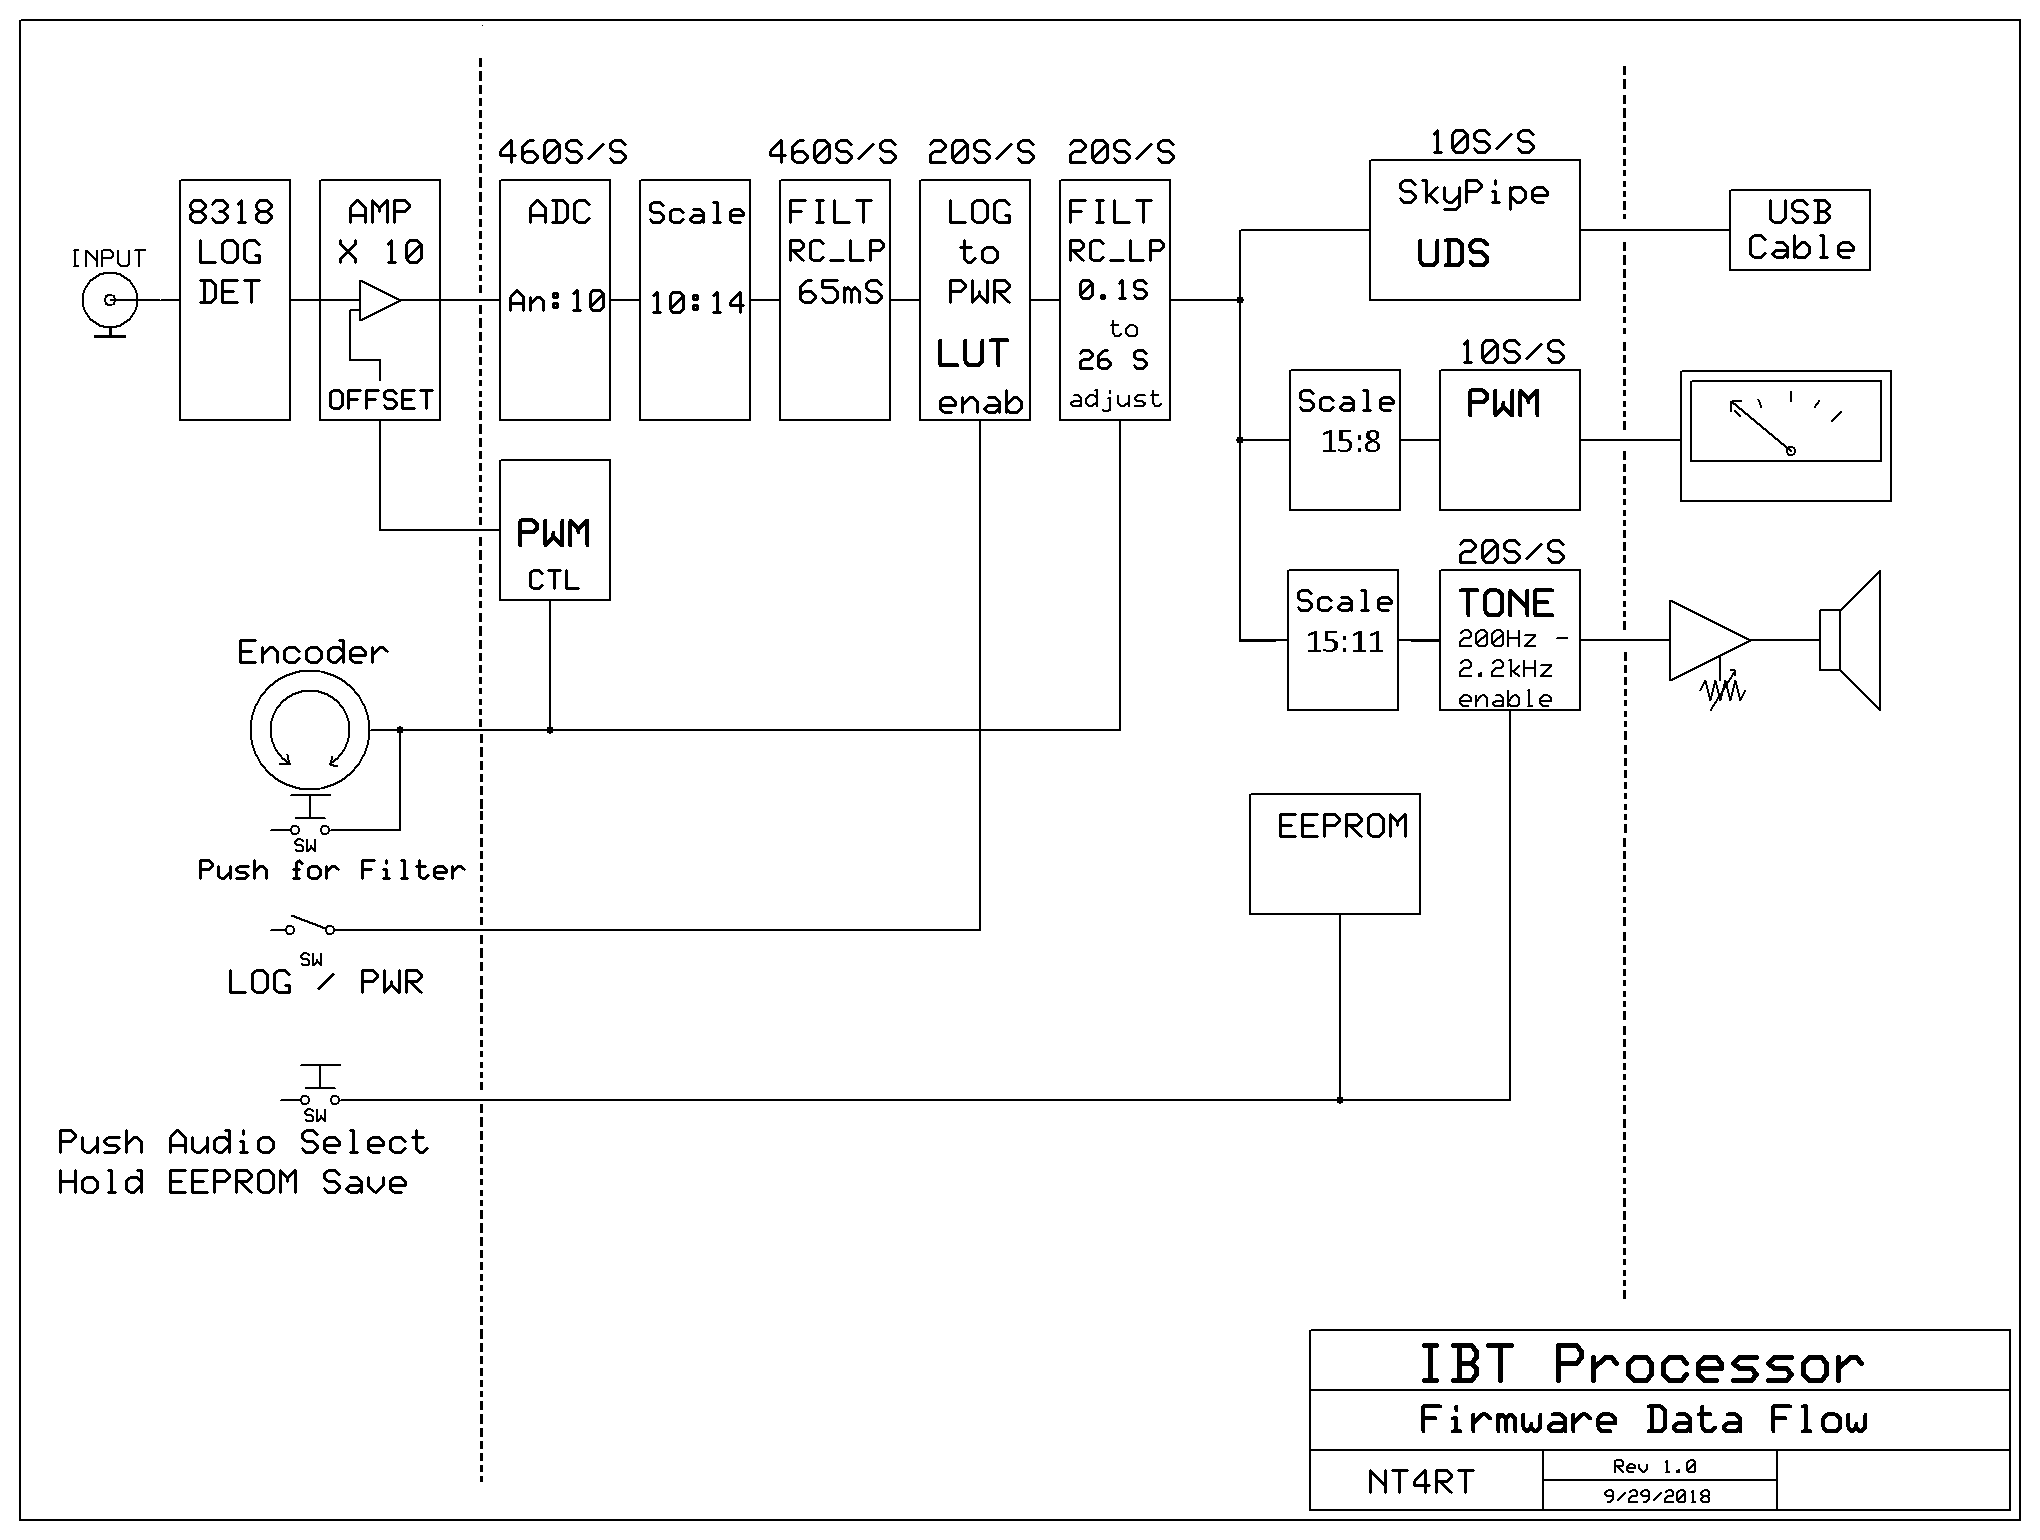 INPUT
8318
LOG
DET
AMP
X 10
OFFSET
460S/S
ADC
An:10
Scale
10:14
460S/S
FILT
RC_LP
65mS
20S/S
LOG
to
PWR
LUT
enab
20S/S
FILT
RC_LP
0.1S
to
26 S
adjust
10S/S
SkyPipe
UDS
USB
Cable
Scale
15:8
10S/S
PWM
PWM
CTL
Scale
15:11
20S/S
TONE
200Hz -
2.2kHz
enable
Encoder
SW
Push for Filter
EEPROM
SW
LOG / PWR
SW
Push Audio Select
Hold EEPROM Save
IBT Processor
Firmware Data Flow
NT4RT
Rev 1.0
9/29/2018